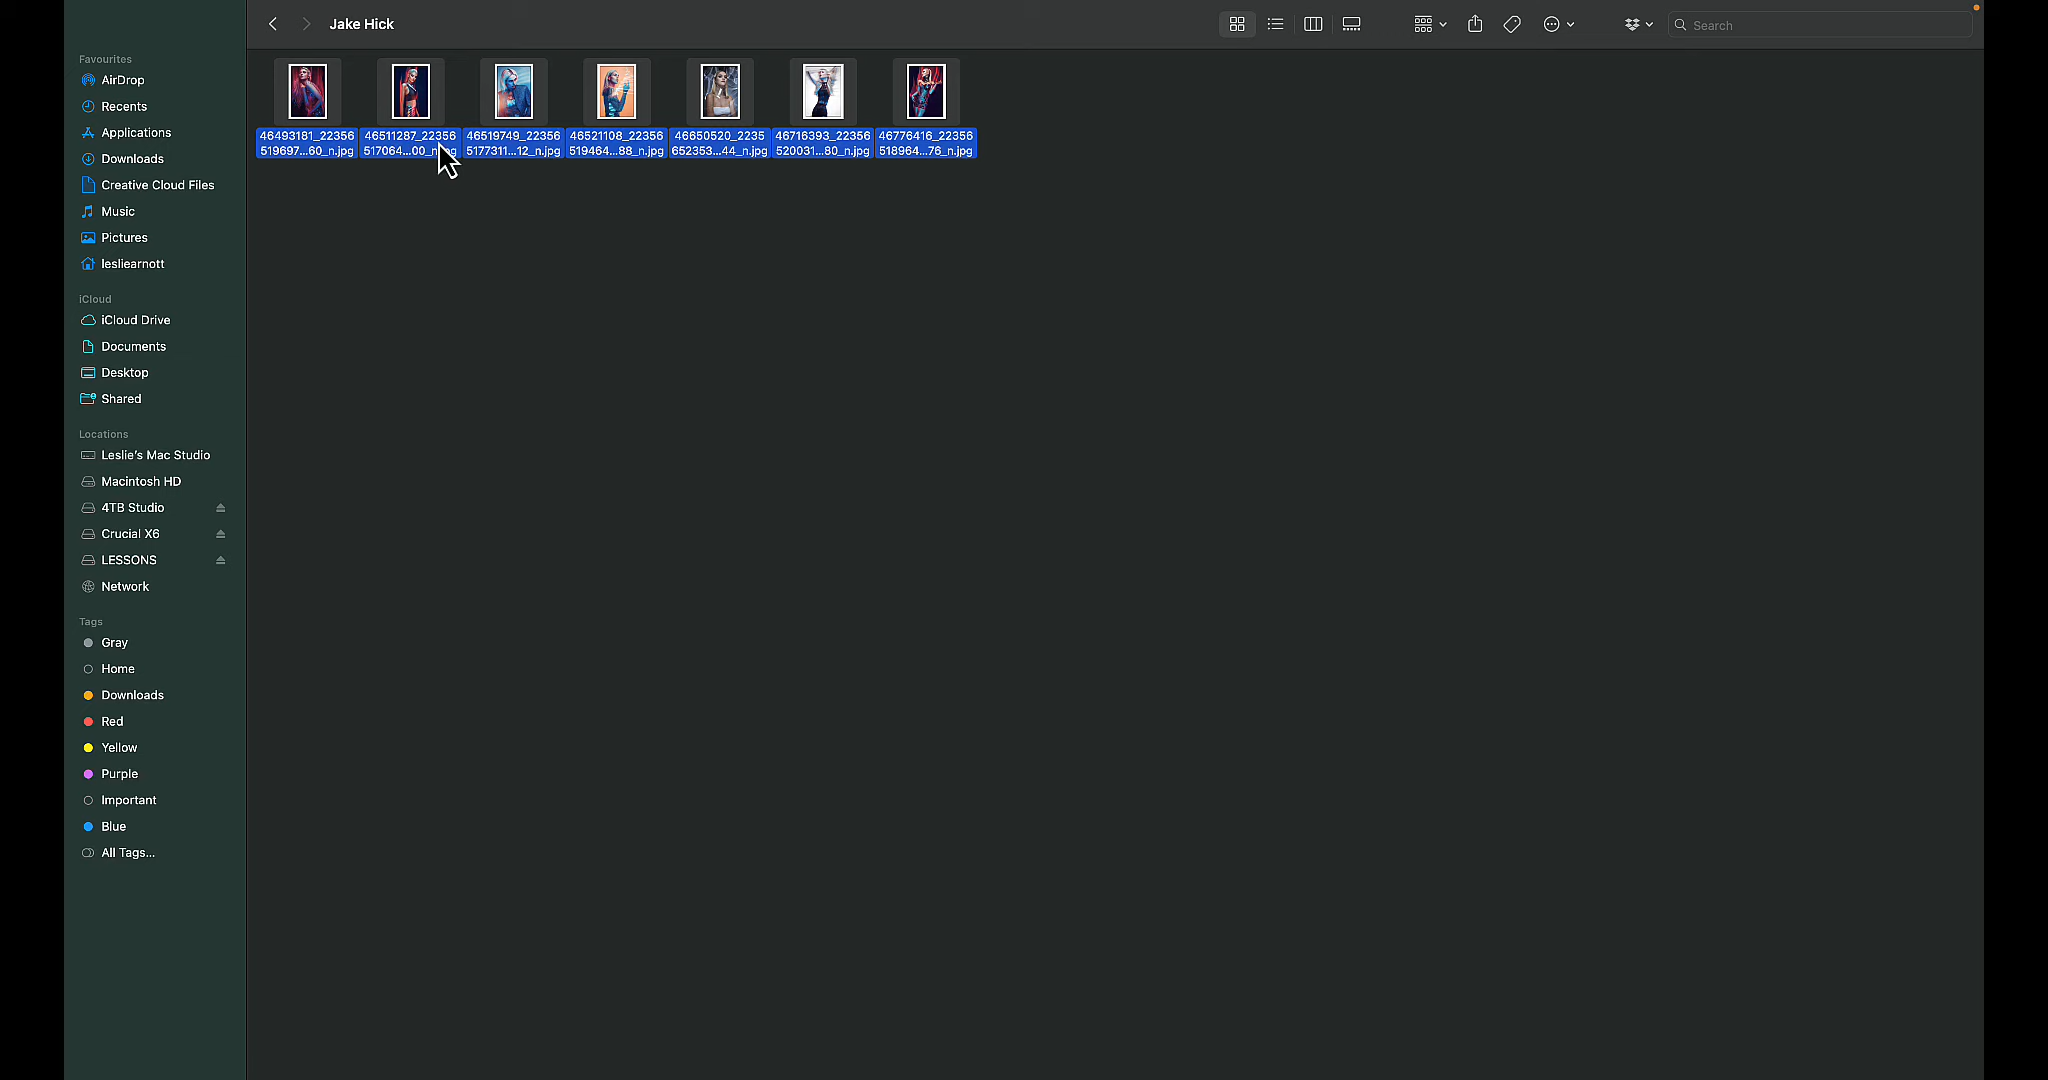 Jake Hick
Search
Favourites
AirDrop
Recents
Applications
Downloads
Creative Cloud Files
Music
Pictures
lesliearnott
iCloud
iCloud Drive
Documents
Desktop
Shared
Locations
Leslie's Mac Studio
Macintosh HD
4TB Studio
Crucial X6
LESSONS
Network
Tags
Gray
Home
Downloads
Red
Yellow
Purple
Important
Blue
All Tags...
46493181_22356
519697...60_n.jpg
46511287_22356
517064...00_n.jpg
46519749_22356
5177311...12_n.jpg
46521108_22356
519464...88_n.jpg
46650520_2235
652353...44_n.jpg
46716393_22356
520031...80_n.jpg
46776416_22356
518964...76_n.jpg